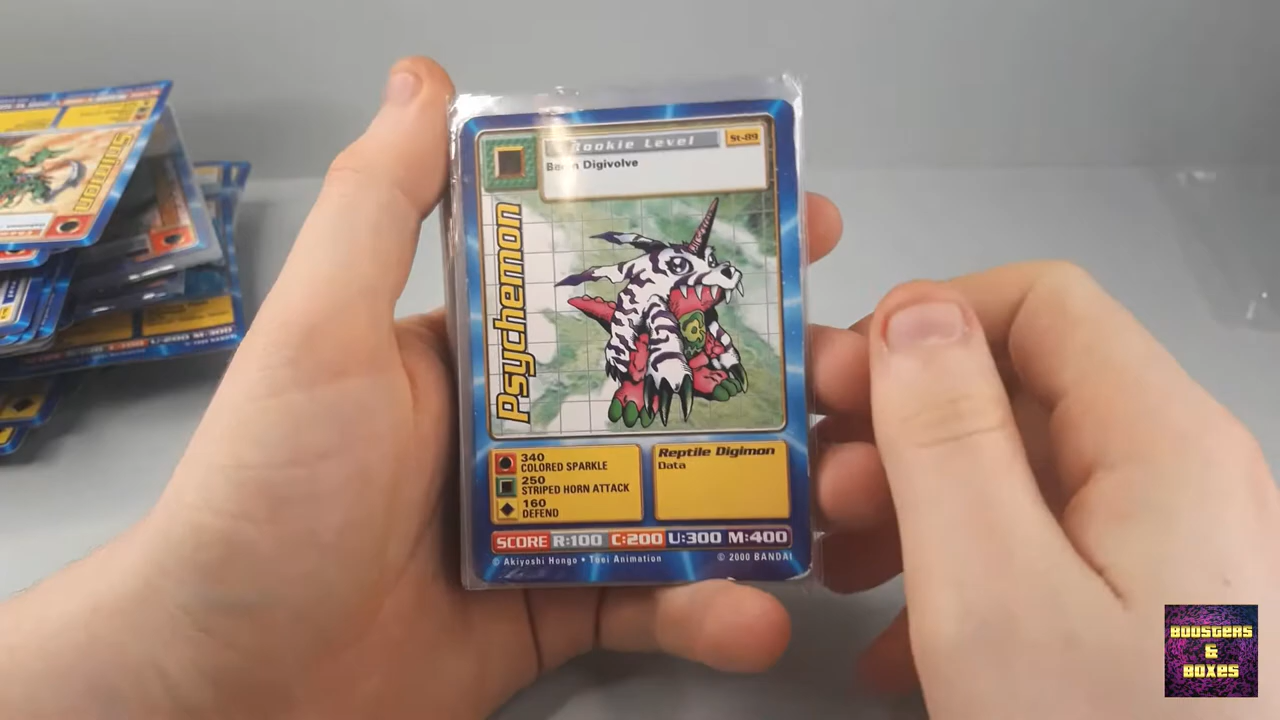 Rookie Level
St-89
Digivolve
Psychemon
340
COLORED SPARKLE
250
STRIPED HORN ATTACK
160
DEFEND
Reptile Digimon
Data
SCORE R:100 C:200 U:300 M:400
© Akiyoshi Hongo • Toei Animation
© 2000 BANDAI
BOOSTERS
&
BOXES